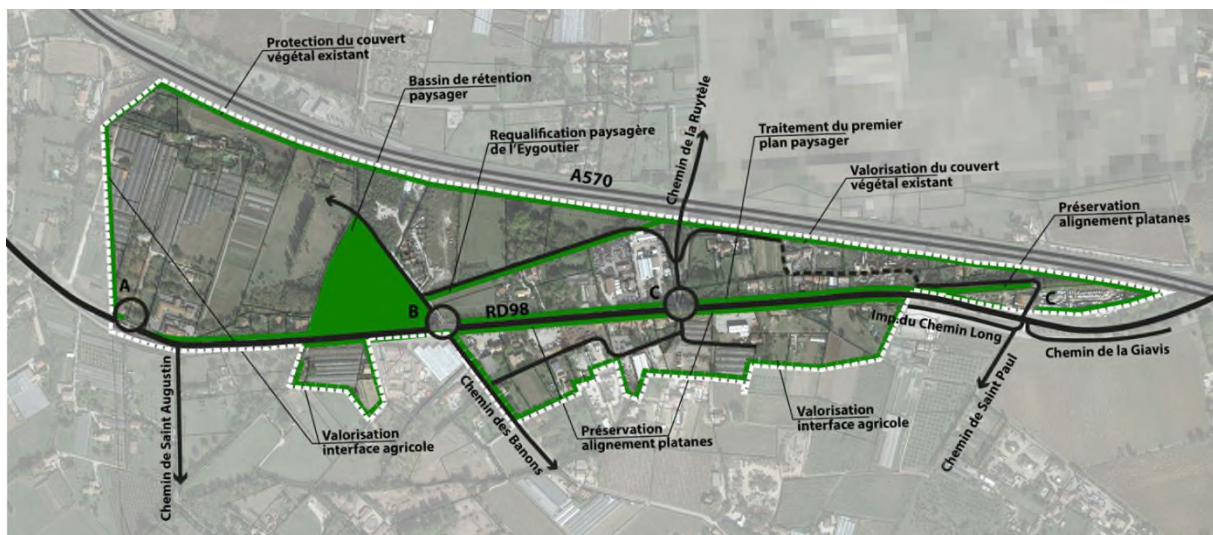 Protection du couvert
végétal existant
Bassin de rétention
paysager
Requalification paysagère
de l'Eygoutier
Chemin de la Ruytèle
Traitement du premier
plan paysager
Valorisation du couvert
végétal existant
Préservation
alignement platanes
A570
A
B
RD98
C
C
Imp.du Chemin Long
Chemin de la Giavis
Chemin de Saint Augustin
Valorisation
interface agricole
Chemin des Banons
Préservation
alignement platanes
Valorisation
interface agricole
Chemin de Saint Paul